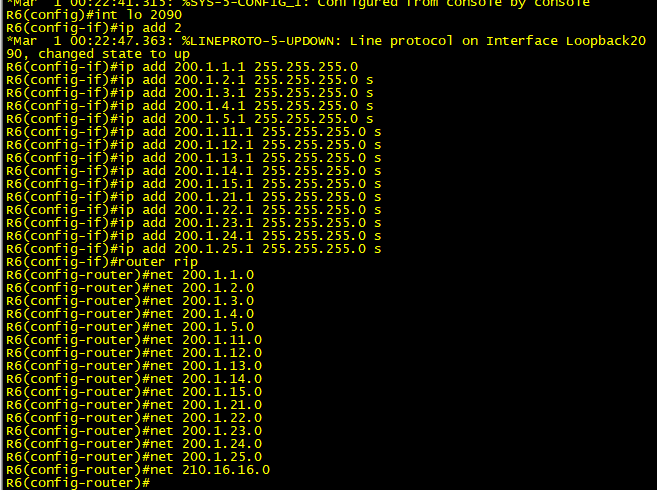 *Mar  1 00:22:41.315: %SYS-5-CONFIG_I: Configured from console by console
R6(config)#int lo 2090
R6(config-if)#ip add 2
*Mar  1 00:22:47.363: %LINEPROTO-5-UPDOWN: Line protocol on Interface Loopback20
90, changed state to up
R6(config-if)#ip add 200.1.1.1 255.255.255.0
R6(config-if)#ip add 200.1.2.1 255.255.255.0 s
R6(config-if)#ip add 200.1.3.1 255.255.255.0 s
R6(config-if)#ip add 200.1.4.1 255.255.255.0 s
R6(config-if)#ip add 200.1.5.1 255.255.255.0 s
R6(config-if)#ip add 200.1.11.1 255.255.255.0 s
R6(config-if)#ip add 200.1.12.1 255.255.255.0 s
R6(config-if)#ip add 200.1.13.1 255.255.255.0 s
R6(config-if)#ip add 200.1.14.1 255.255.255.0 s
R6(config-if)#ip add 200.1.15.1 255.255.255.0 s
R6(config-if)#ip add 200.1.21.1 255.255.255.0 s
R6(config-if)#ip add 200.1.22.1 255.255.255.0 s
R6(config-if)#ip add 200.1.23.1 255.255.255.0 s
R6(config-if)#ip add 200.1.24.1 255.255.255.0 s
R6(config-if)#ip add 200.1.25.1 255.255.255.0 s
R6(config-if)#router rip
R6(config-router)#net 200.1.1.0
R6(config-router)#net 200.1.2.0
R6(config-router)#net 200.1.3.0
R6(config-router)#net 200.1.4.0
R6(config-router)#net 200.1.5.0
R6(config-router)#net 200.1.11.0
R6(config-router)#net 200.1.12.0
R6(config-router)#net 200.1.13.0
R6(config-router)#net 200.1.14.0
R6(config-router)#net 200.1.15.0
R6(config-router)#net 200.1.21.0
R6(config-router)#net 200.1.22.0
R6(config-router)#net 200.1.23.0
R6(config-router)#net 200.1.24.0
R6(config-router)#net 200.1.25.0
R6(config-router)#net 210.16.16.0
R6(config-router)#